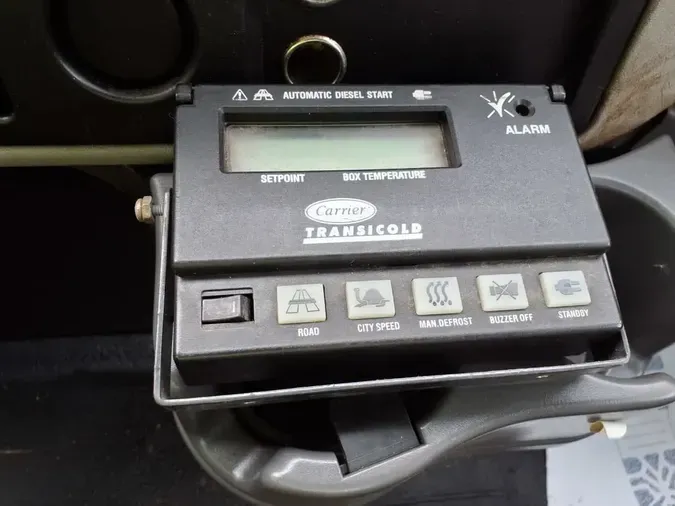 AUTOMATIC DIESEL START
ALARM
SETPOINT BOX TEMPERATURE
Carrier
TRANSICOLD
ROAD CITY SPEED MAN.DEFROST BUZZER OFF STANDBY